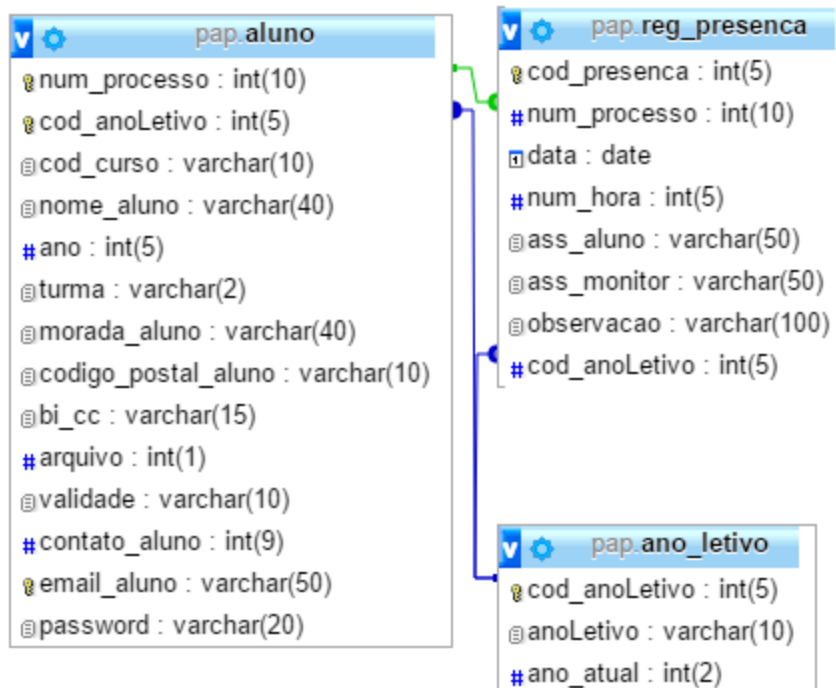 pap.aluno
num_processo : int(10)
cod_anoLetivo : int(5)
cod_curso : varchar(10)
nome_aluno : varchar(40)
ano : int(5)
turma : varchar(2)
morada_aluno : varchar(40)
codigo_postal_aluno : varchar(10)
bi_cc : varchar(15)
arquivo : int(1)
validade : varchar(10)
contato_aluno : int(9)
email_aluno : varchar(50)
password : varchar(20)
pap.reg_presenca
cod_presenca : int(5)
num_processo : int(10)
data : date
num_hora : int(5)
ass_aluno : varchar(50)
ass_monitor : varchar(50)
observacao : varchar(100)
cod_anoLetivo : int(5)
pap.ano_letivo
cod_anoLetivo : int(5)
anoLetivo : varchar(10)
ano_atual : int(2)